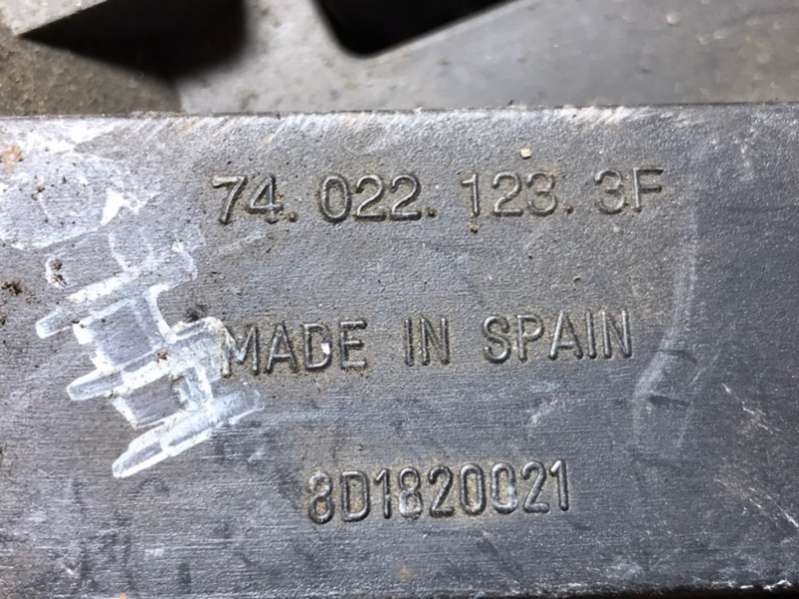 74. 022. 123. 3F
MADE IN SPAIN
8D1820021